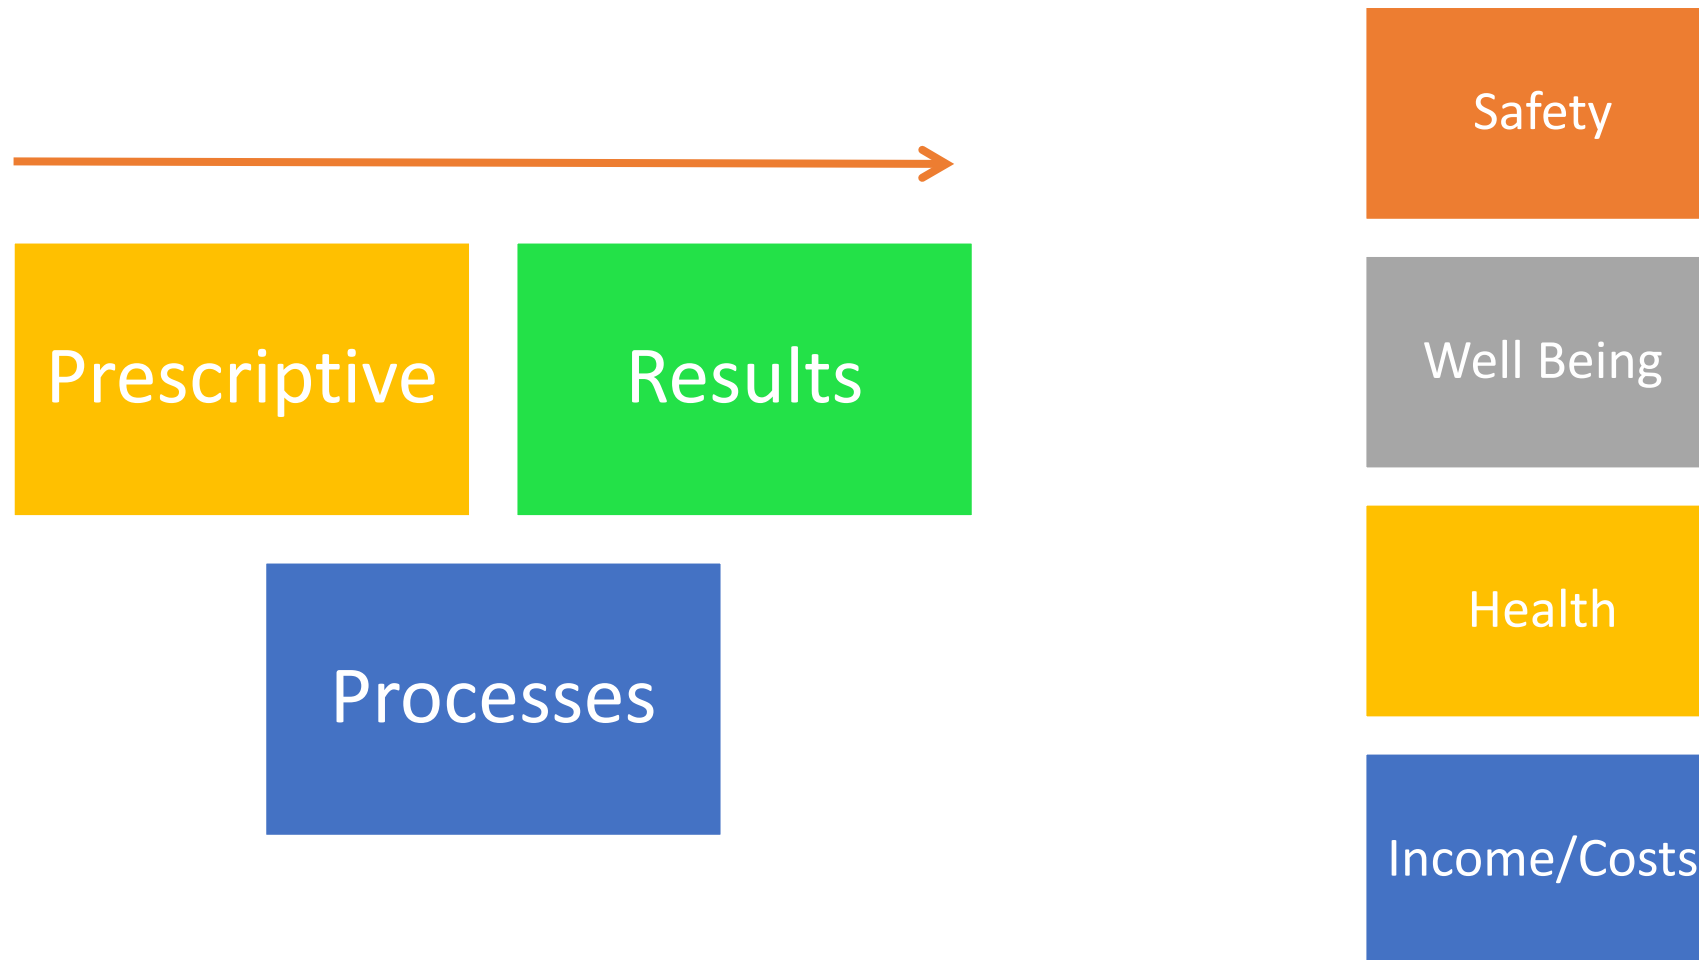 Prescriptive
Results
Processes
Safety
Well Being
Health
Income/Costs